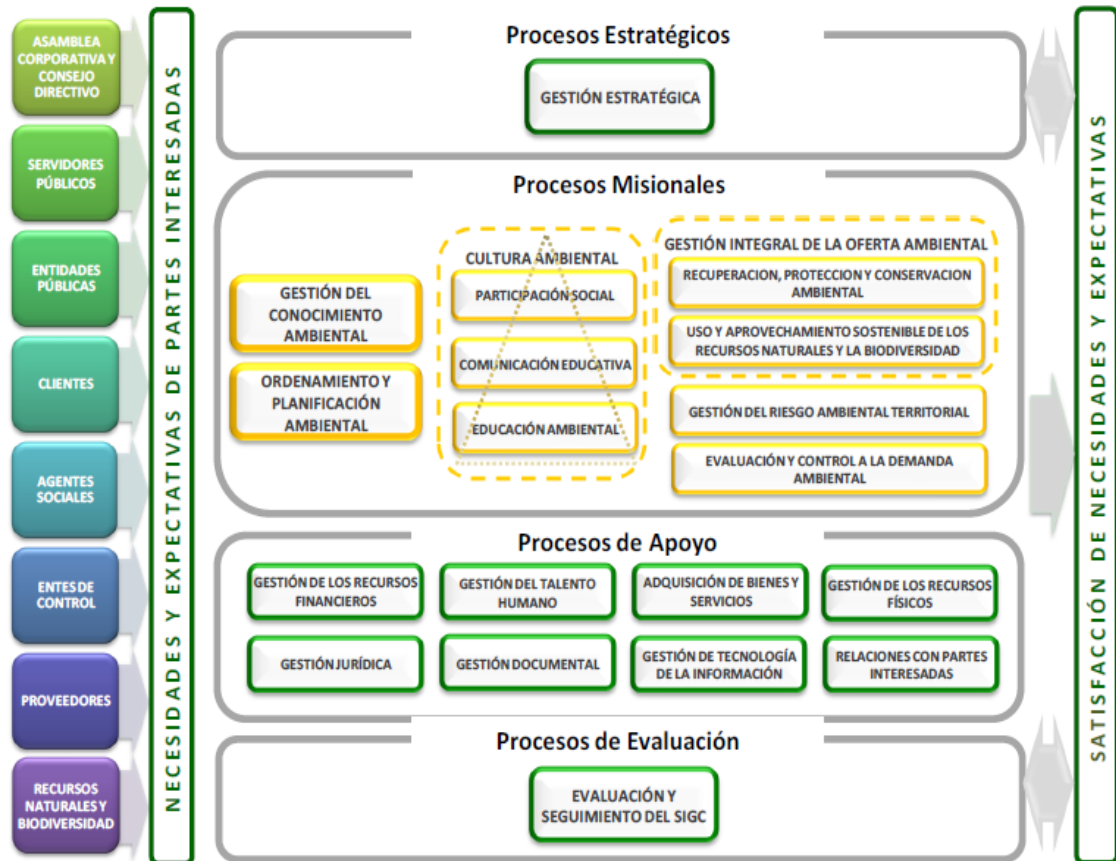 ASAMBLEA
CORPORATIVA Y
CONSEJO
DIRECTIVO
SERVIDORES
PÚBLICOS
ENTIDADES
PÚBLICAS
CLIENTES
AGENTES
SOCIALES
ENTES DE
CONTROL
PROVEEDORES
RECURSOS
NATURALES Y
BIODIVERSIDAD
NECESIDADES Y EXPECTATIVAS DE PARTES INTERESADAS
Procesos Estratégicos
GESTIÓN ESTRATÉGICA
Procesos Misionales
GESTIÓN DEL
CONOCIMIENTO
AMBIENTAL
ORDENAMIENTO Y
PLANIFICACIÓN
AMBIENTAL
CULTURA AMBIENTAL
PARTICIPACIÓN SOCIAL
COMUNICACIÓN EDUCATIVA
EDUCACIÓN AMBIENTAL
GESTIÓN INTEGRAL DE LA OFERTA AMBIENTAL
RECUPERACION, PROTECCION Y CONSERVACION
AMBIENTAL
USO Y APROVECHAMIENTO SOSTENIBLE DE LOS
RECURSOS NATURALES Y LA BIODIVERSIDAD
GESTIÓN DEL RIESGO AMBIENTAL TERRITORIAL
EVALUACIÓN Y CONTROL A LA DEMANDA
AMBIENTAL
Procesos de Apoyo
GESTIÓN DE LOS RECURSOS
FINANCIEROS
GESTIÓN DEL TALENTO
HUMANO
ADQUISICIÓN DE BIENES Y
SERVICIOS
GESTIÓN DE LOS RECURSOS
FÍSICOS
GESTIÓN JURÍDICA
GESTIÓN DOCUMENTAL
GESTIÓN DE TECNOLOGÍA
DE LA INFORMACIÓN
RELACIONES CON PARTES
INTERESADAS
Procesos de Evaluación
EVALUACIÓN Y
SEGUIMIENTO DEL SIGC
SATISFACCIÓN DE NECESIDADES Y EXPECTATIVAS